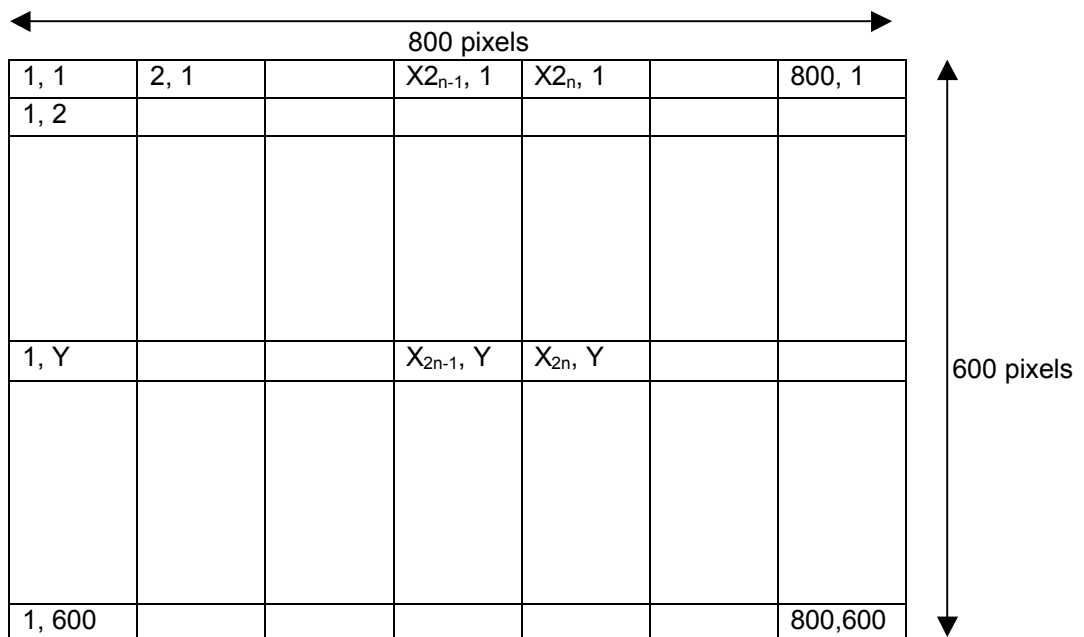 800 pixels
1, 1 2, 1 X2ₙ₋₁, 1 X2ₙ, 1 800, 1
1, 2
1, Y X₂ₙ₋₁, Y X₂ₙ, Y
600 pixels
1, 600 800,600